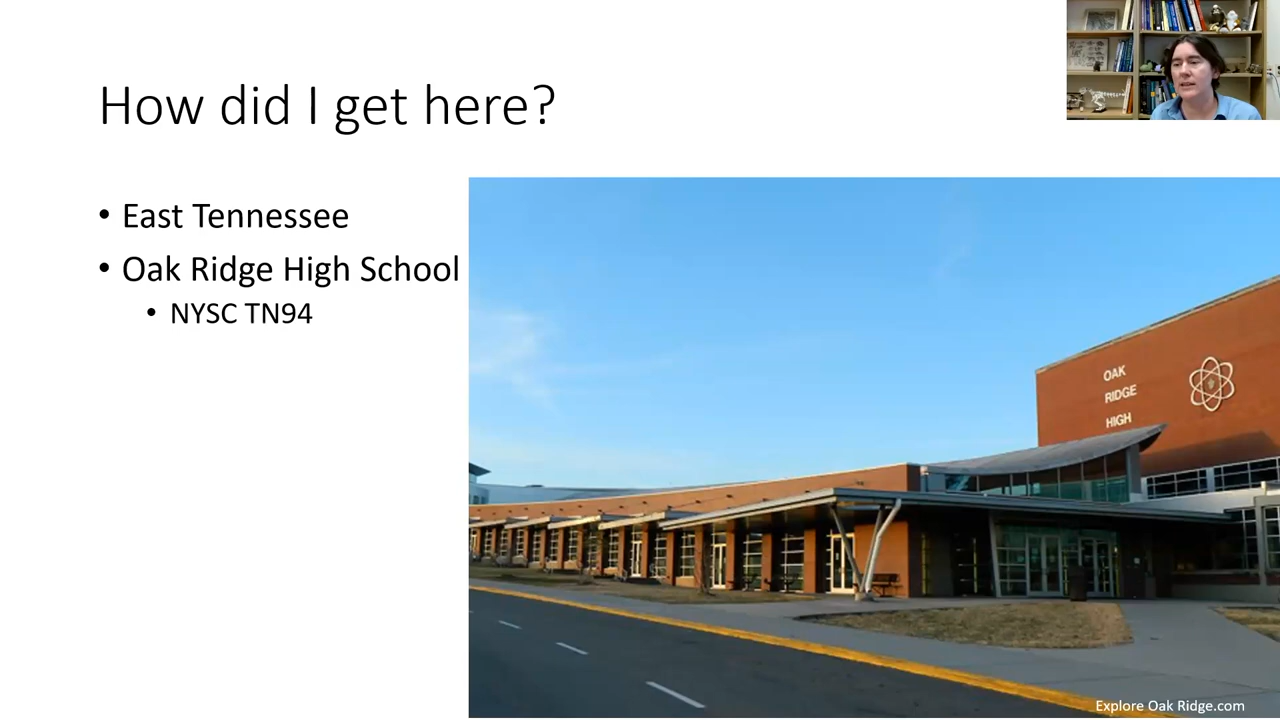 How did I get here?
• East Tennessee
• Oak Ridge High School
• NYSC TN94
OAK
RIDGE
HIGH
Explore Oak Ridge.com